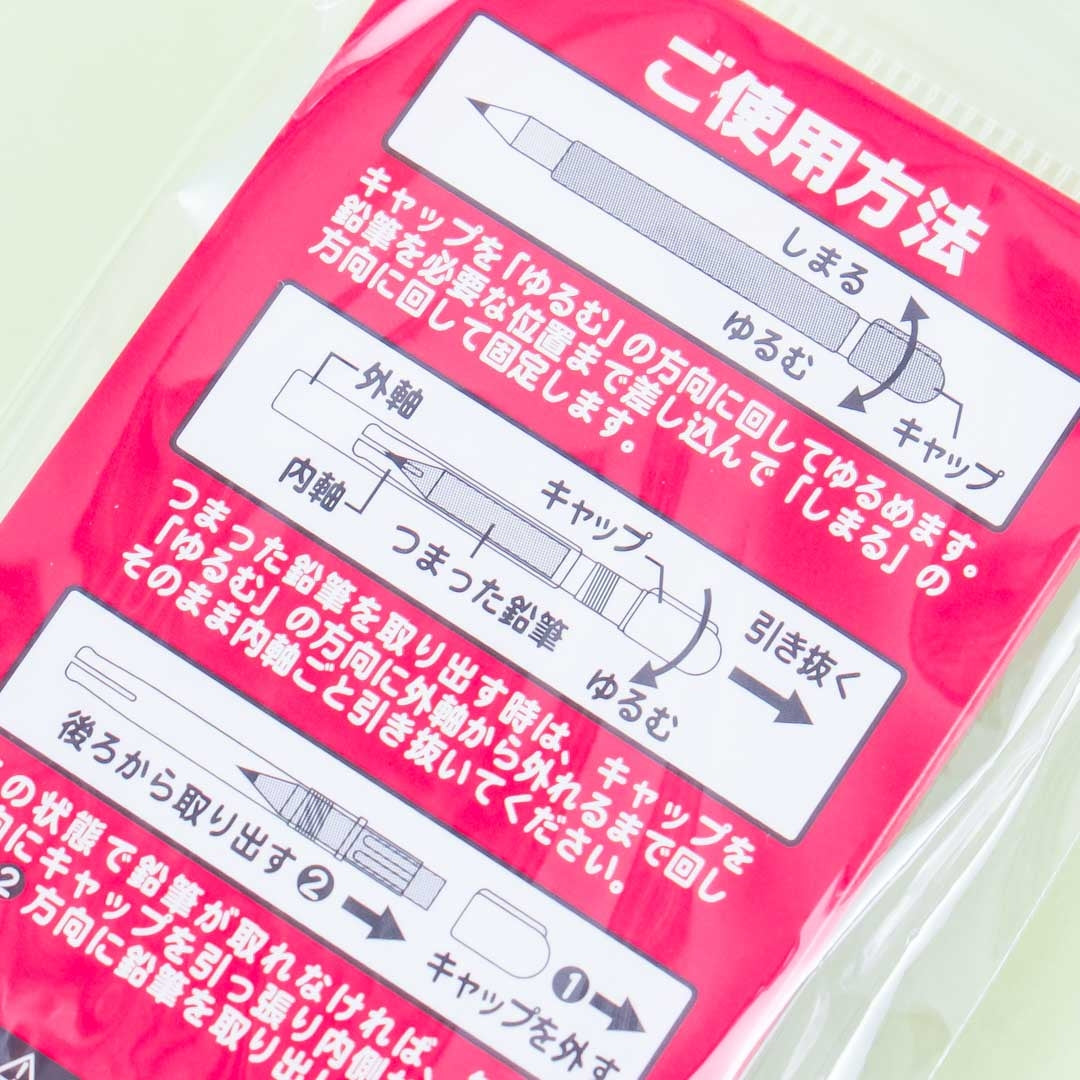 ご使用方法
しまる
ゆるむ
キャップ
キャップを「ゆるむ」の方向に回してゆるめます。
鉛筆を必要な位置まで差し込んで「しまる」の
方向に回して固定します。
外軸
内軸
キャップ
つまった鉛筆
引き抜く
ゆるむ
つまった鉛筆を取り出す時は、キャップを
「ゆるむ」の方向に外軸から外れるまで回し
そのまま内軸ごと引き抜いてください。
後ろから取り出す❷
キャップを外す
❶
の状態で鉛筆が取れなければ、
向にキャップを引っ張り内側
❷方向に鉛筆を取り出し